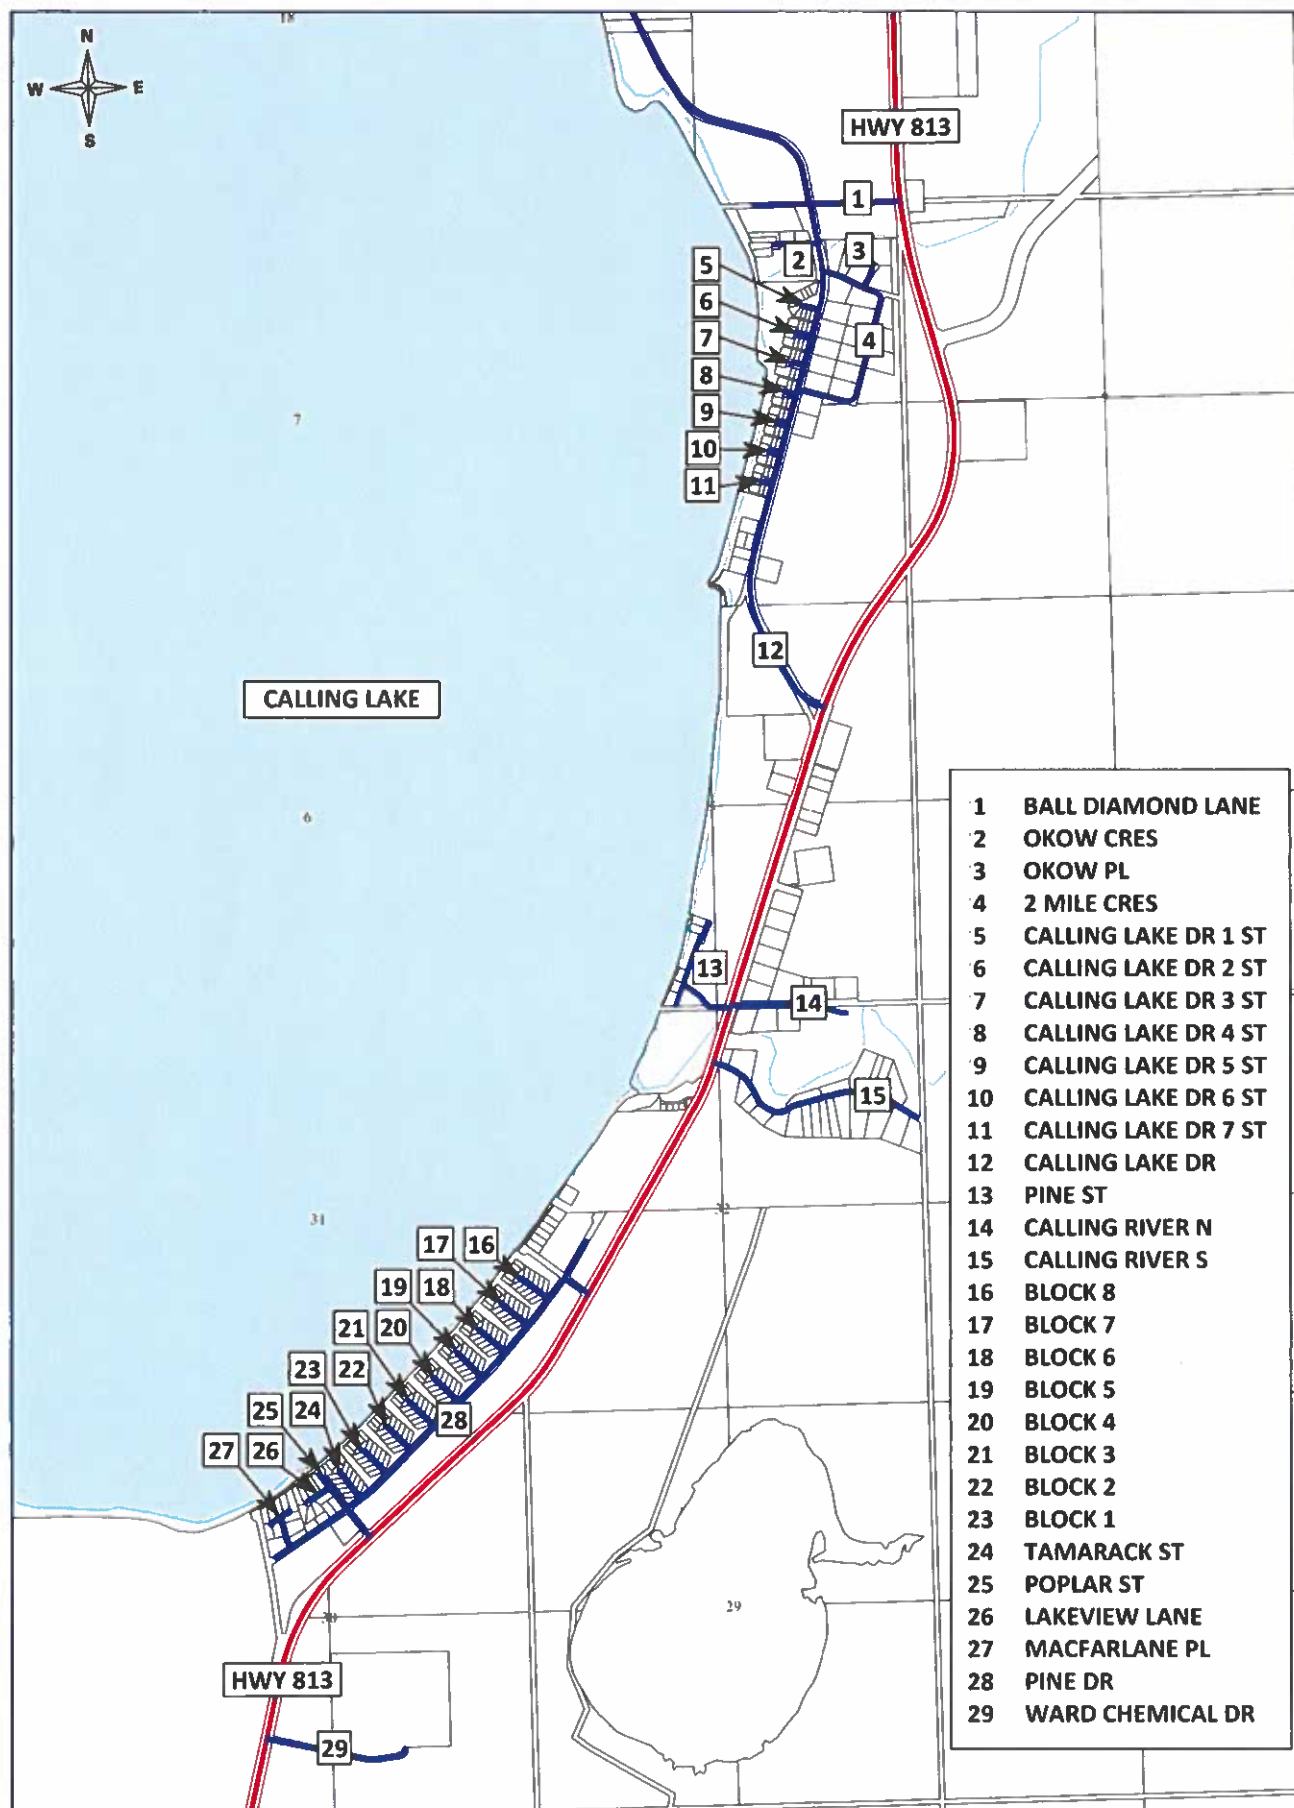 18
N
W E
S
HWY 813
1
2
3
5
6
4
7
7
8
9
10
11
12
CALLING LAKE
6
13
14
15
32
31
17 16
19 18
21 20
23 22
28
25 24
27 26
29
30
HWY 813
29
1 BALL DIAMOND LANE
2 OKOW CRES
3 OKOW PL
4 2 MILE CRES
5 CALLING LAKE DR 1 ST
6 CALLING LAKE DR 2 ST
7 CALLING LAKE DR 3 ST
8 CALLING LAKE DR 4 ST
9 CALLING LAKE DR 5 ST
10 CALLING LAKE DR 6 ST
11 CALLING LAKE DR 7 ST
12 CALLING LAKE DR
13 PINE ST
14 CALLING RIVER N
15 CALLING RIVER S
16 BLOCK 8
17 BLOCK 7
18 BLOCK 6
19 BLOCK 5
20 BLOCK 4
21 BLOCK 3
22 BLOCK 2
23 BLOCK 1
24 TAMARACK ST
25 POPLAR ST
26 LAKEVIEW LANE
27 MACFARLANE PL
28 PINE DR
29 WARD CHEMICAL DR